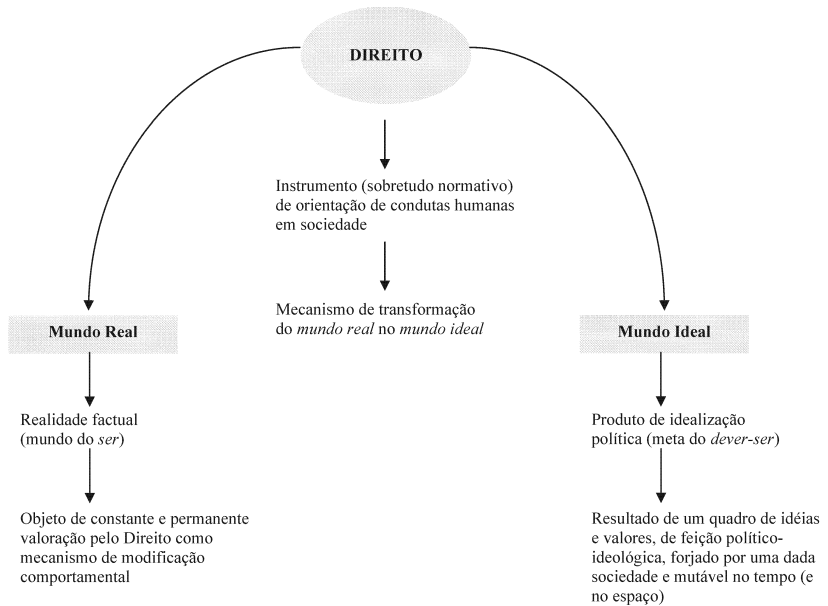 DIREITO
Instrumento (sobretudo normativo)
de orientação de condutas humanas
em sociedade
Mecanismo de transformação
do mundo real no mundo ideal
Mundo Real
Realidade factual
(mundo do ser)
Objeto de constante e permanente
valoração pelo Direito como
mecanismo de modificação
comportamental
Mundo Ideal
Produto de idealização
política (meta do dever-ser)
Resultado de um quadro de idéias
e valores, de feição político-
ideológica, forjado por uma dada
sociedade e mutável no tempo (e
no espaço)